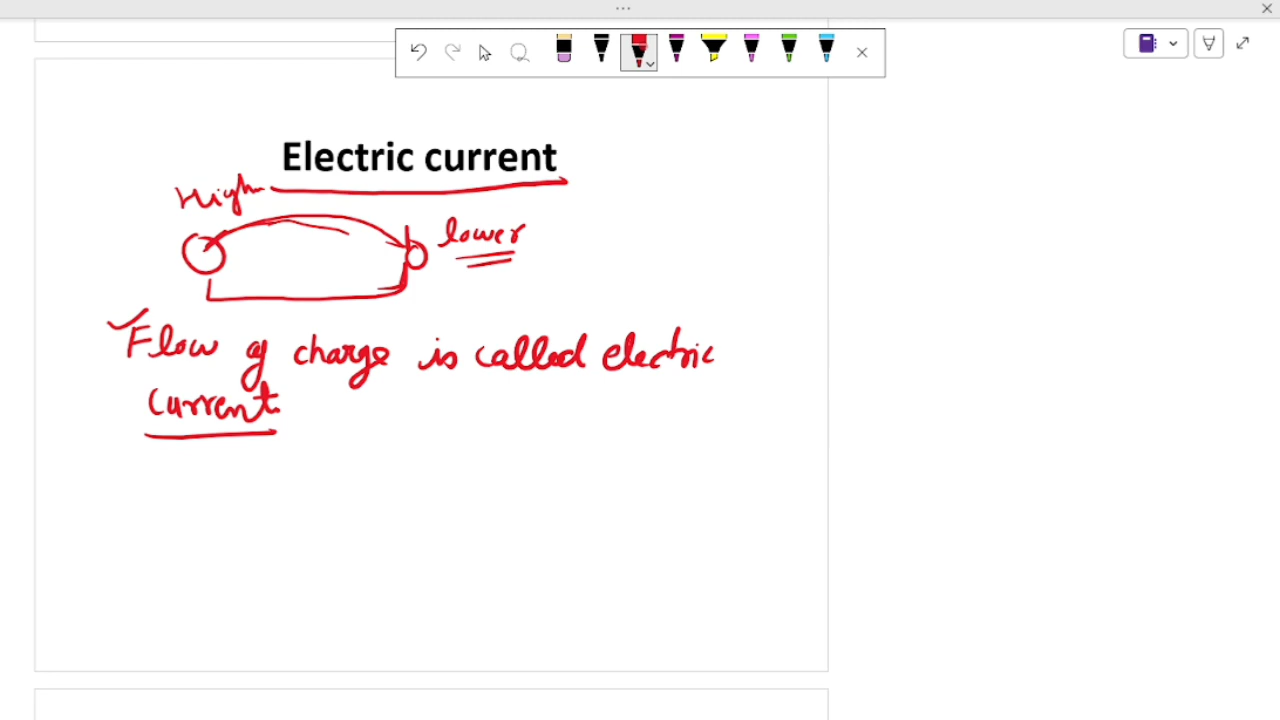 Electric current
High
lower
Flow of charge is called electric
current.